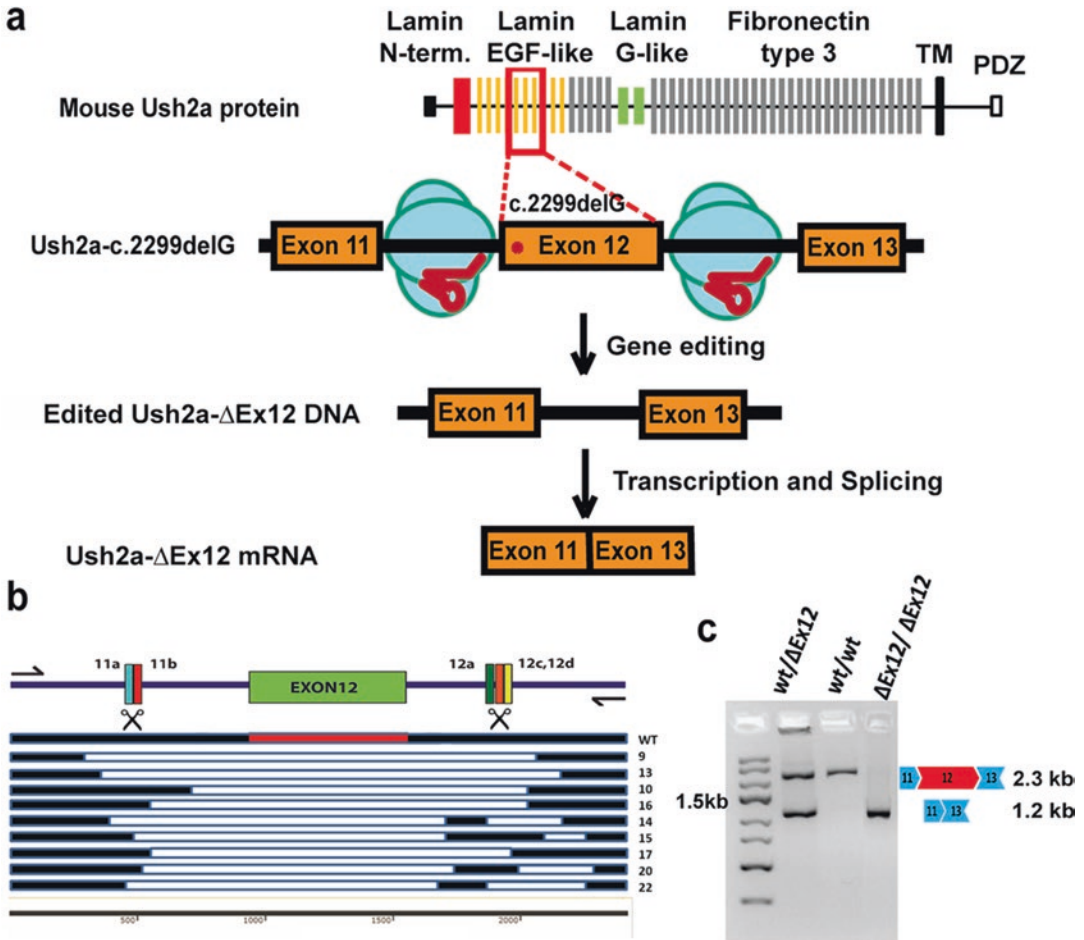 a
Lamin N-term.
Lamin EGF-like
Lamin G-like
Fibronectin type 3
TM
PDZ
Mouse Ush2a protein
c.2299delG
Ush2a-c.2299delG
Exon 11
Exon 12
Exon 13
Gene editing
Edited Ush2a-ΔEx12 DNA
Exon 11
Exon 13
Transcription and Splicing
Ush2a-ΔEx12 mRNA
Exon 11
Exon 13
b
11a
11b
EXON12
12a
12c,12d
WT
9
13
10
16
14
15
17
20
22
500
1000
1500
2000
c
wt/ΔEx12
wt/wt
ΔEx12/ ΔEx12
1.5kb
11
12
13
2.3 kb
11
13
1.2 kb